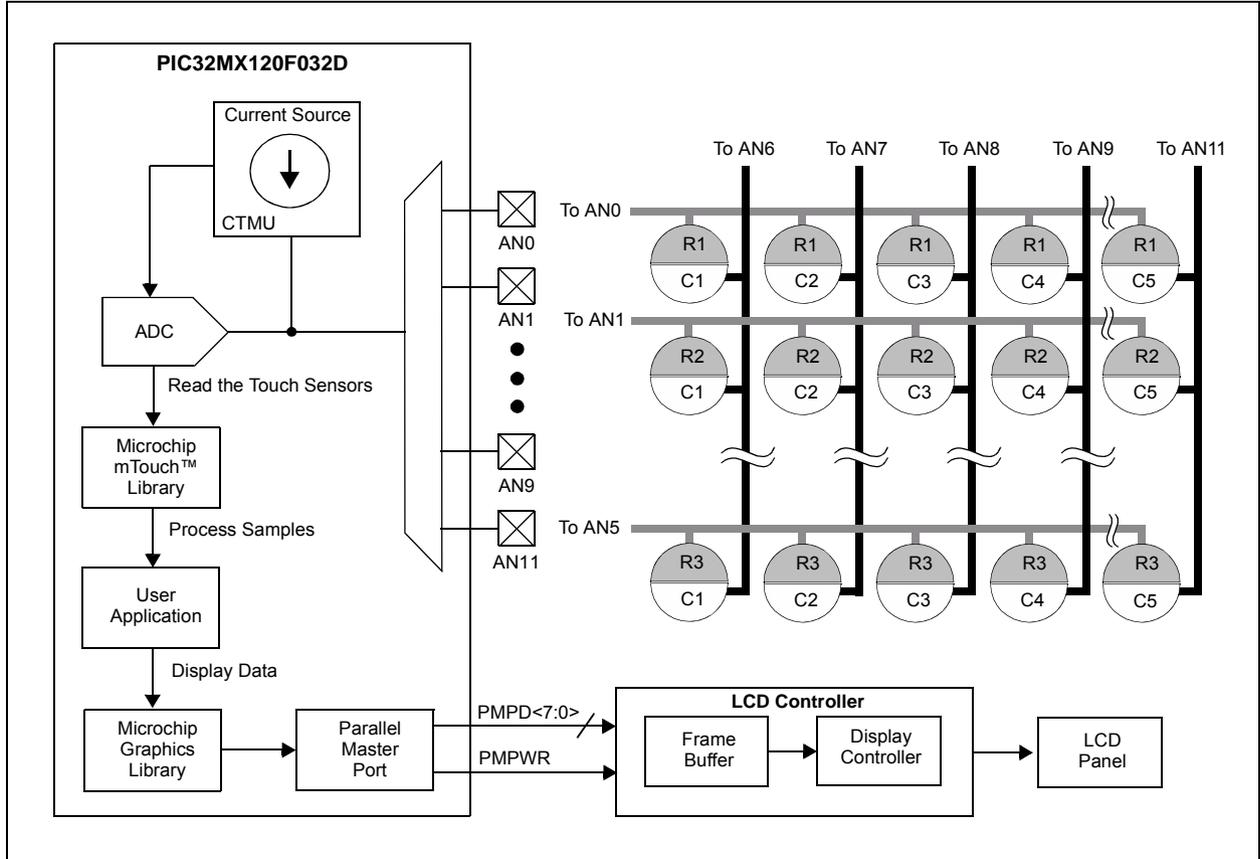 PIC32MX120F032D
Current Source
CTMU
ADC
Read the Touch Sensors
Microchip
mTouch™
Library
Process Samples
User
Application
Display Data
Microchip
Graphics
Library
Parallel
Master
Port
AN0
AN1
AN9
AN11
To AN6 To AN7 To AN8 To AN9 To AN11
To AN0
R1 R1 R1 R1 R1
C1 C2 C3 C4 C5
To AN1
R2 R2 R2 R2 R2
C1 C2 C3 C4 C5
To AN5
R3 R3 R3 R3 R3
C1 C2 C3 C4 C5
PMPD<7:0>
PMPWR
LCD Controller
Frame
Buffer
Display
Controller
LCD
Panel